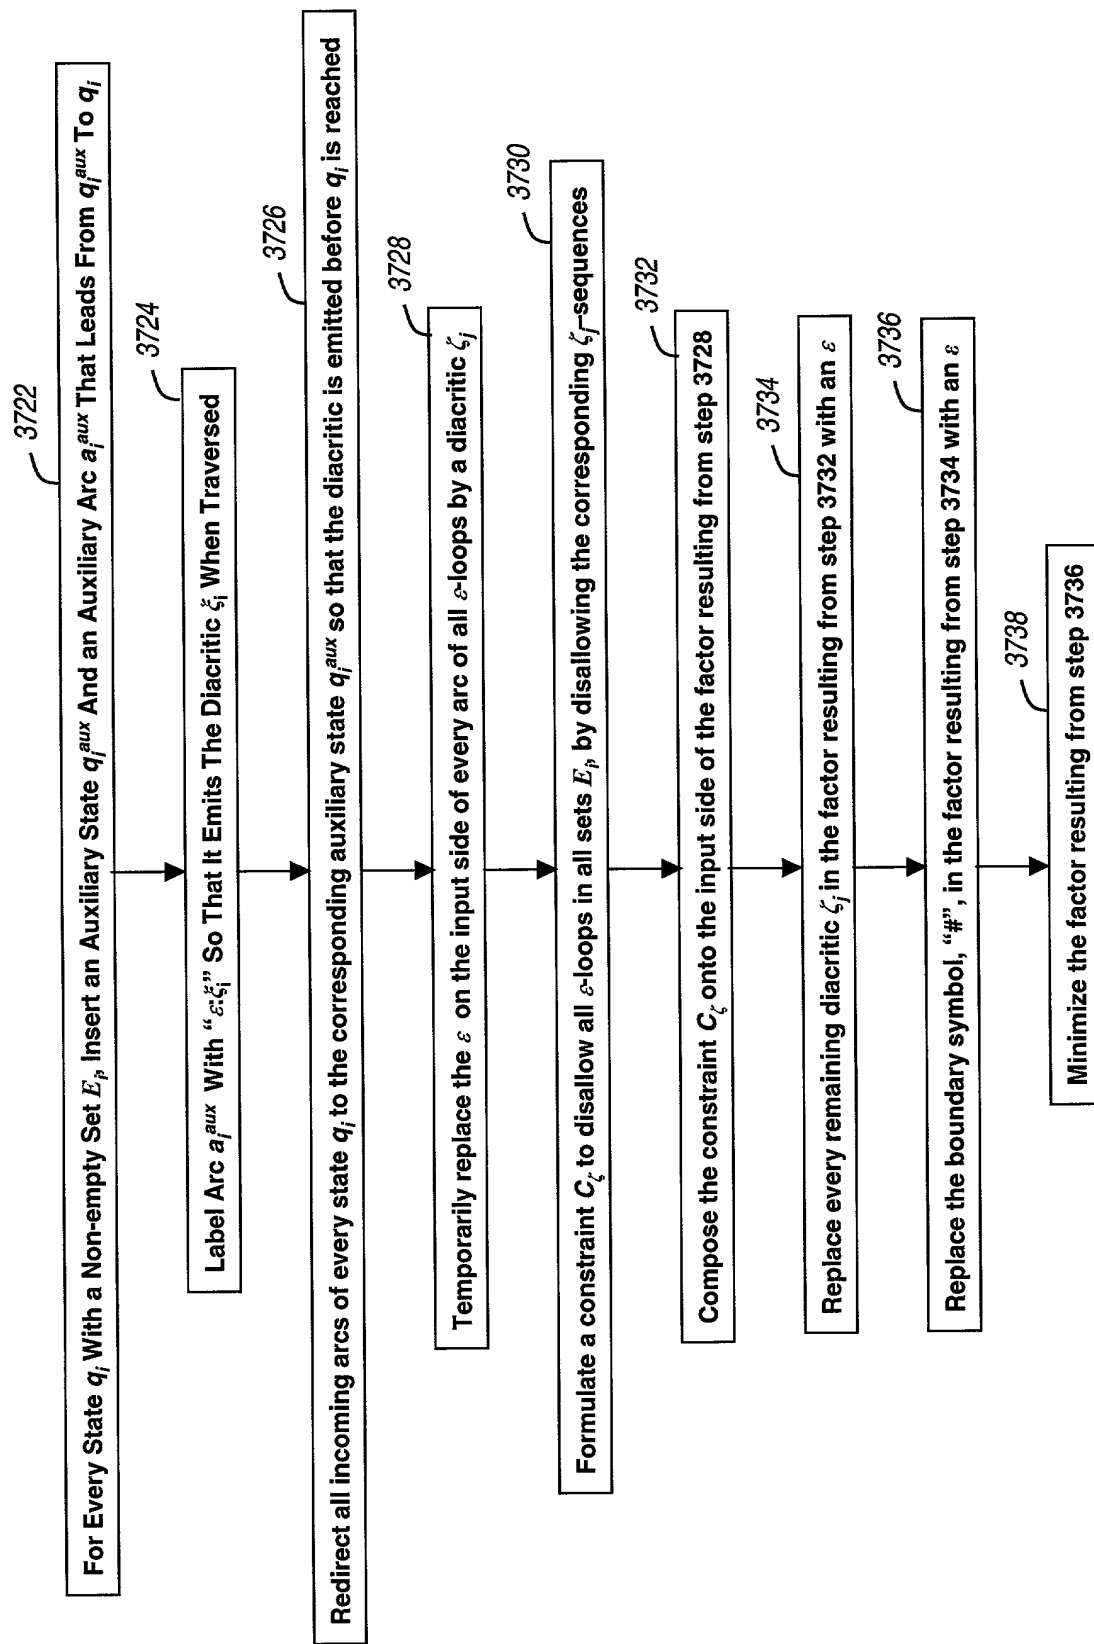 3722
For Every State q_i With a Non-empty Set E_i, Insert an Auxiliary State q_i^aux And an Auxiliary Arc a_i^aux That Leads From q_i^aux To q_i
3724
Label Arc a_i^aux With “ε:ξ_i” So That It Emits The Diacritic ξ_i When Traversed
3726
Redirect all incoming arcs of every state q_i to the corresponding auxiliary state q_i^aux so that the diacritic is emitted before q_i is reached
3728
Temporarily replace the ε on the input side of every arc of all ε-loops by a diacritic ζ_j
3730
Formulate a constraint C_ζ to disallow all ε-loops in all sets E_i, by disallowing the corresponding ζ_j–sequences
3732
Compose the constraint C_ζ onto the input side of the factor resulting from step 3728
3734
Replace every remaining diacritic ζ_j in the factor resulting from step 3732 with an ε
3736
Replace the boundary symbol, “#”, in the factor resulting from step 3734 with an ε
3738
Minimize the factor resulting from step 3736